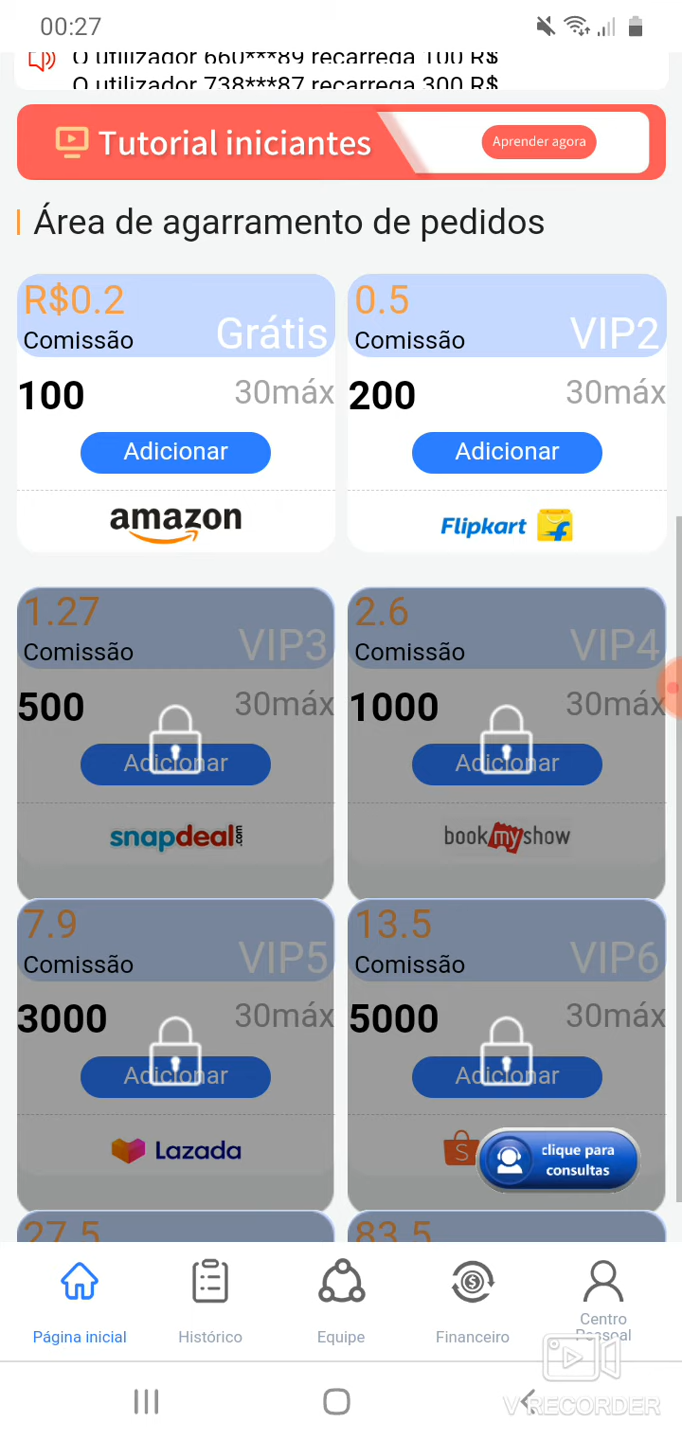 00:27
O utilizador 660***89 recarrega 100 R$
O utilizador 738***87 recarrega 300 R$
Tutorial iniciantes
Aprender agora
Área de agarramento de pedidos
R$0.2
Comissão
Grátis
100
30máx
Adicionar
amazon
0.5
Comissão
VIP2
200
30máx
Adicionar
Flipkart
1.27
Comissão
VIP3
500
30máx
Adicionar
snapdeal.com
2.6
Comissão
VIP4
1000
30máx
Adicionar
bookmyshow
7.9
Comissão
VIP5
3000
30máx
Adicionar
Lazada
13.5
Comissão
VIP6
5000
30máx
Adicionar
S
clique para
consultas
27.5
83.5
Página inicial
Histórico
Equipe
Financeiro
Centro
Pessoal
V RECORDER